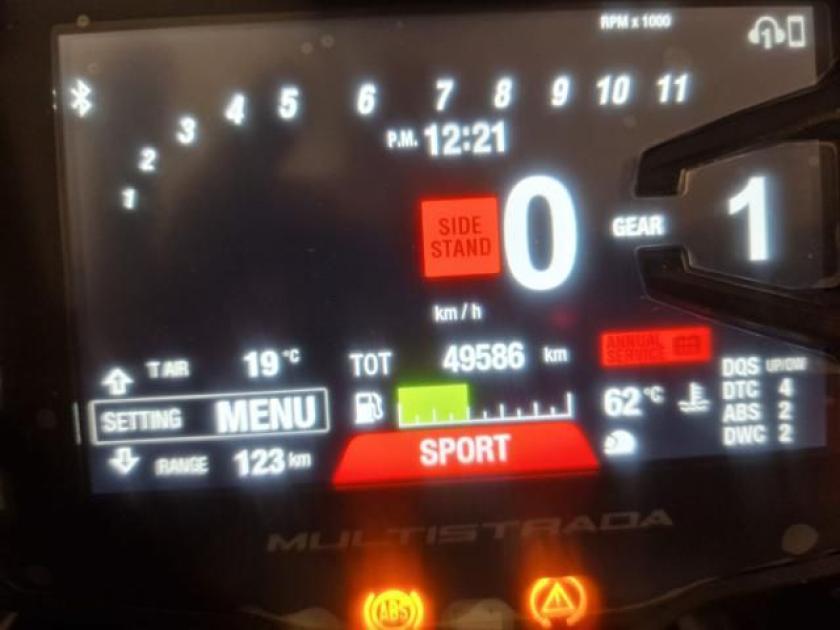 RPM x 1000
1
1 2 3 4 5 6 7 8 9 10 11
P.M. 12:21
SIDE
STAND
0
GEAR 1
km/h
ANNUAL
SERVICE
T AIR 19 °C
TOT 49586 km
DQS UP/DW
DTC 4
SETTING MENU
62 °C
ABS 2
DWC 2
RANGE 123 km
SPORT
MULTISTRADA
ABS